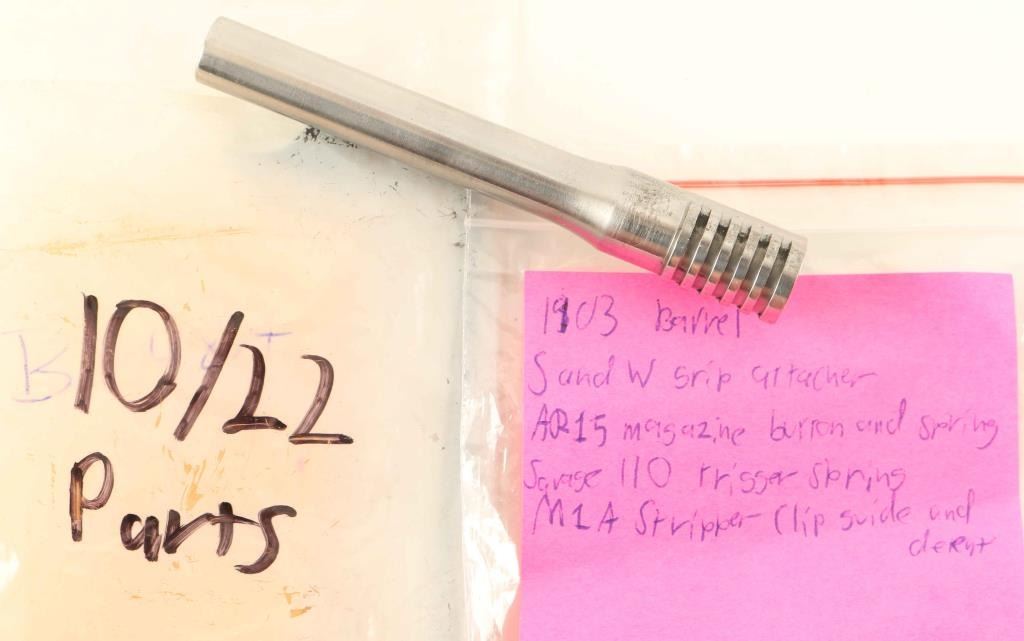 10/22
Parts
1903 Barrel
S and W grip attacher
AR15 magazine button and spring
Savage 110 trigger spring
M1A Stripper Clip guide and
detent